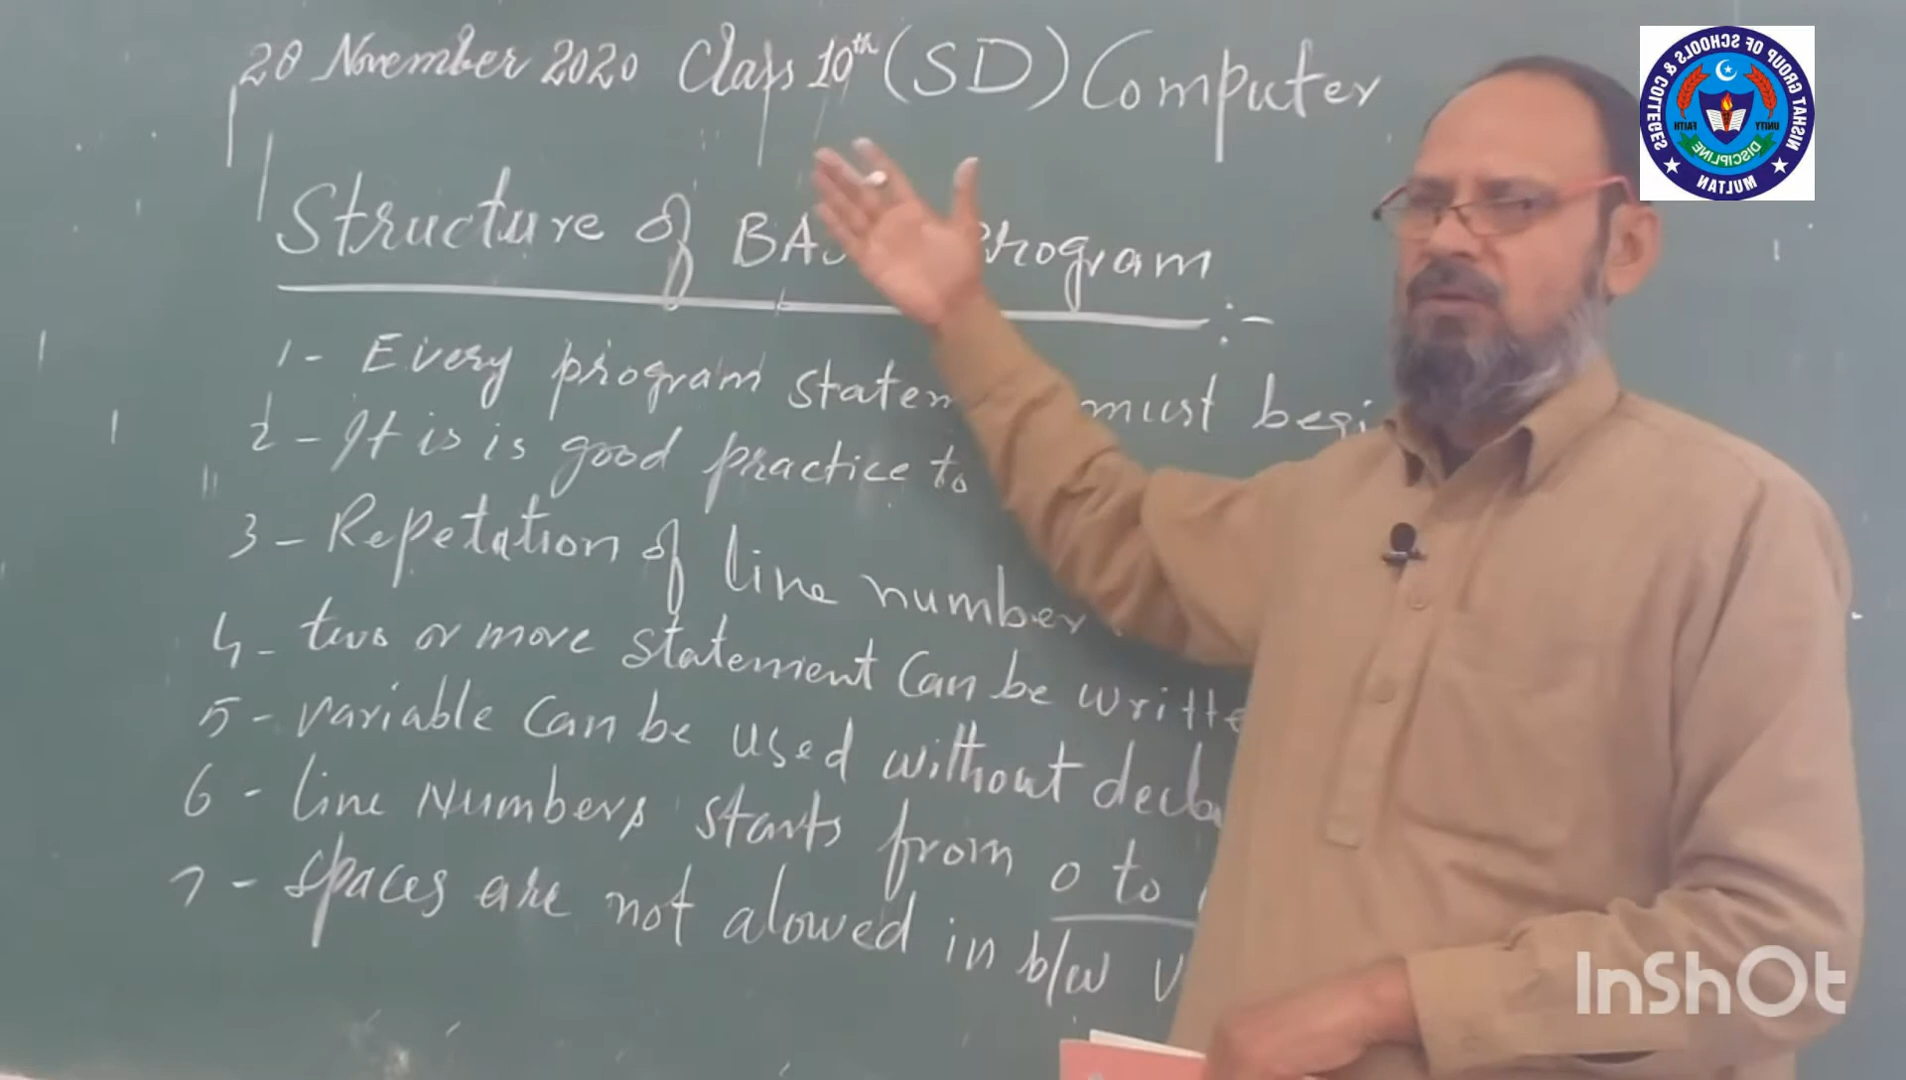 28 November 2020 Class 10th (SD) Computer
Structure of BAS program :-
1- Every program statem must begi
2- It is is good practice to
3- Repetation of line number
4- two or more statement can be writte
5- variable can be used without decla
6- line Numbers starts from 0 to
7- spaces are not alowed in b/w v
NISHAT GROUP OF SCHOOLS & COLLEGES
UNITY
FAITH
DISCIPLINE
MULTAN
InShOt